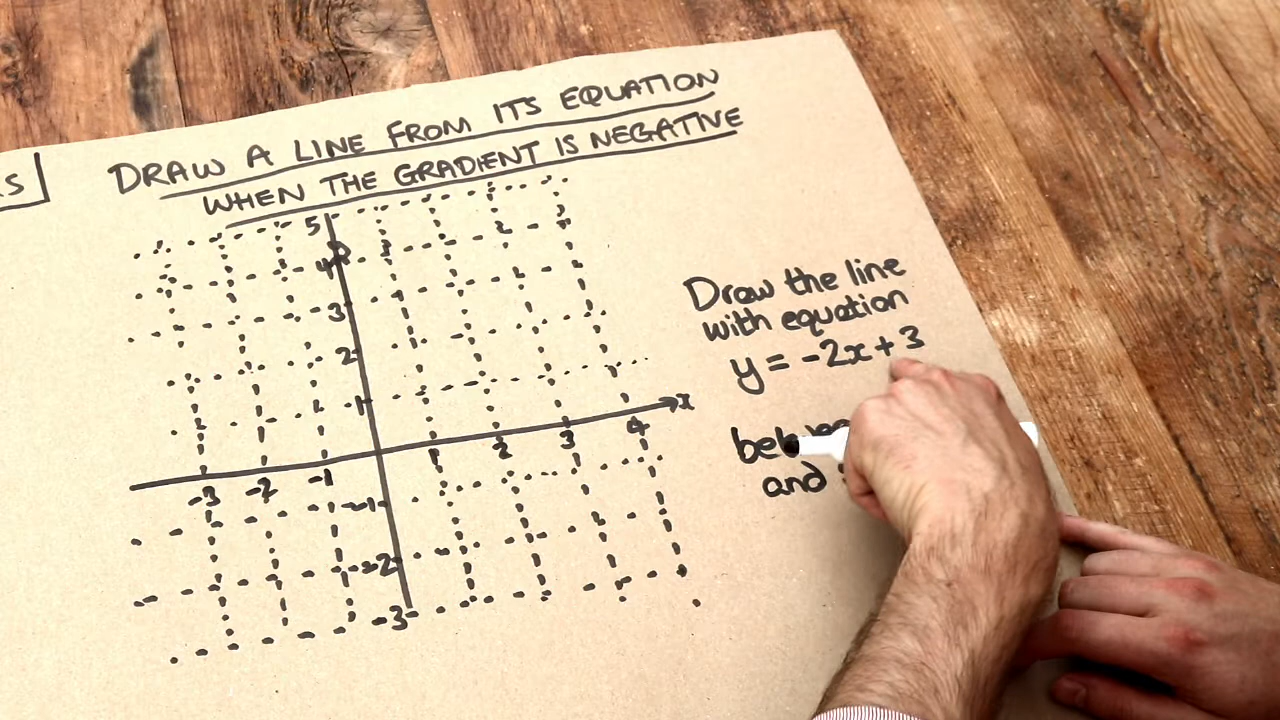 DRAW A LINE FROM ITS EQUATION
WHEN THE GRADIENT IS NEGATIVE
5
4
3
2
1
x
-3 -2 -1 1 2 3 4
-1
-2
-3
Draw the line
with equation
y = -2x + 3
and